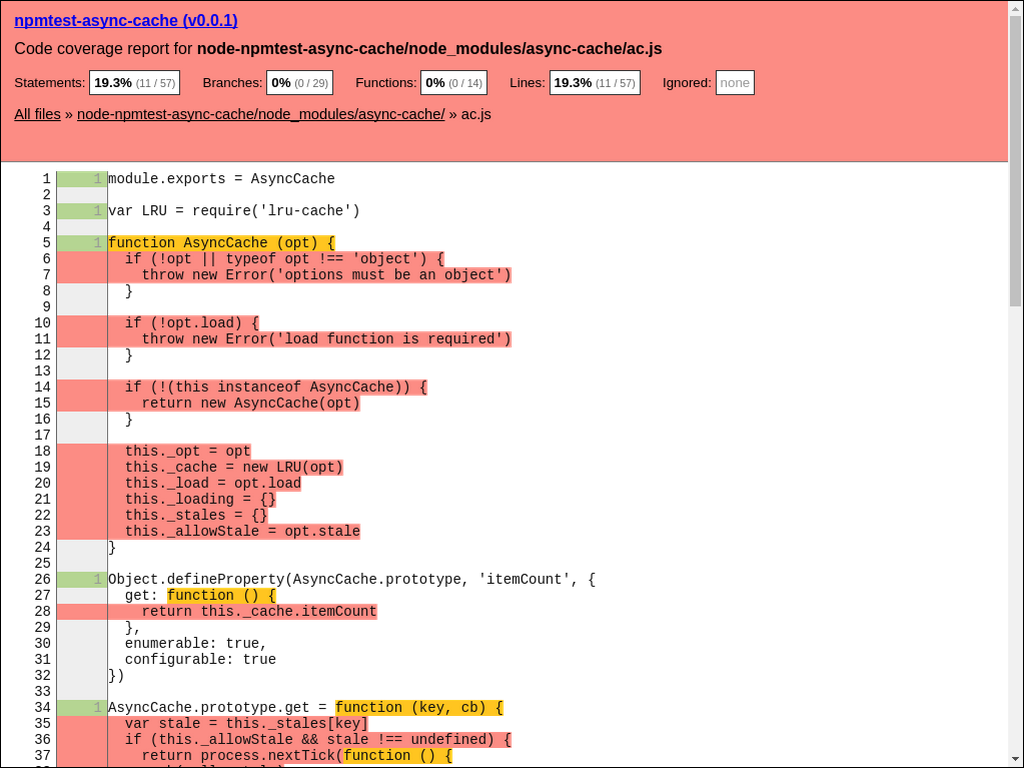 npmtest-async-cache (v0.0.1)
Code coverage report for node-npmtest-async-cache/node_modules/async-cache/ac.js
Statements: 19.3% (11 / 57) Branches: 0% (0 / 29) Functions: 0% (0 / 14) Lines: 19.3% (11 / 57) Ignored: none
All files » node-npmtest-async-cache/node_modules/async-cache/ » ac.js
1 1 module.exports = AsyncCache
2
3 1 var LRU = require('lru-cache')
4
5 1 function AsyncCache (opt) {
6   if (!opt || typeof opt !== 'object') {
7     throw new Error('options must be an object')
8   }
9
10   if (!opt.load) {
11     throw new Error('load function is required')
12   }
13
14   if (!(this instanceof AsyncCache)) {
15     return new AsyncCache(opt)
16   }
17
18   this._opt = opt
19   this._cache = new LRU(opt)
20   this._load = opt.load
21   this._loading = {}
22   this._stales = {}
23   this._allowStale = opt.stale
24 }
25
26 1 Object.defineProperty(AsyncCache.prototype, 'itemCount', {
27   get: function () {
28     return this._cache.itemCount
29   },
30   enumerable: true,
31   configurable: true
32 })
33
34 1 AsyncCache.prototype.get = function (key, cb) {
35   var stale = this._stales[key]
36   if (this._allowStale && stale !== undefined) {
37     return process.nextTick(function () {